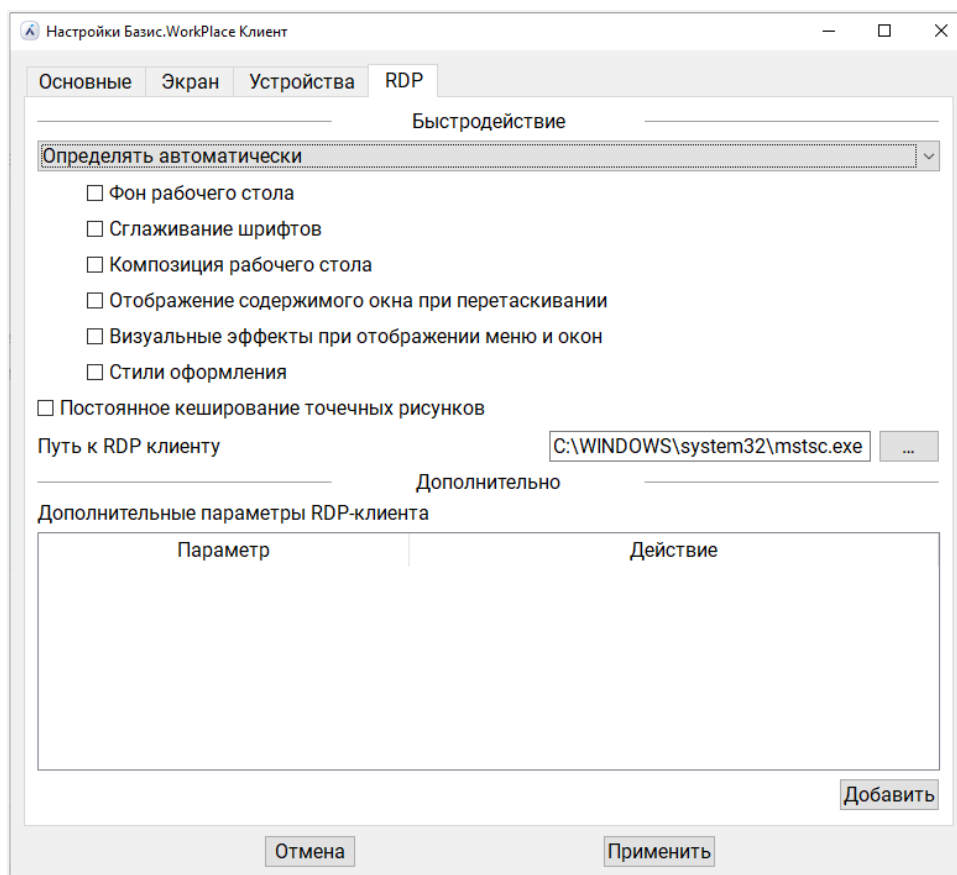 Настройки Базис.WorkPlace Клиент
Основные Экран Устройства RDP
Быстродействие
Определять автоматически
Фон рабочего стола
Сглаживание шрифтов
Композиция рабочего стола
Отображение содержимого окна при перетаскивании
Визуальные эффекты при отображении меню и окон
Стили оформления
Постоянное кеширование точечных рисунков
Путь к RDP клиенту C:\WINDOWS\system32\mstsc.exe ...
Дополнительно
Дополнительные параметры RDP-клиента
Параметр Действие
Добавить
Отмена Применить